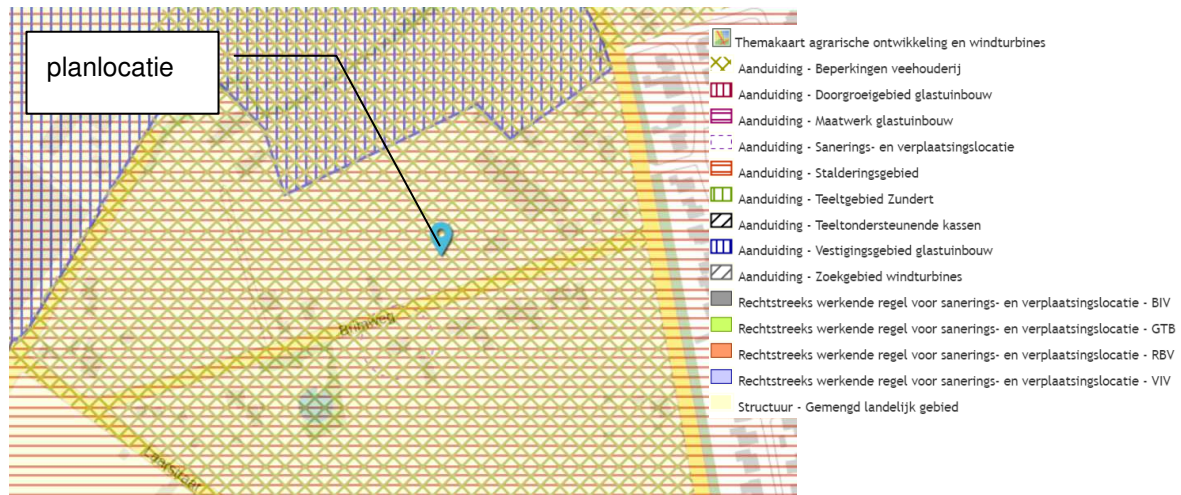 planlocatie
Brimweg
Laarstraat
Themakaart agrarische ontwikkeling en windturbines
Aanduiding - Beperkingen veehouderij
Aanduiding - Doorgroeigebied glastuinbouw
Aanduiding - Maatwerk glastuinbouw
Aanduiding - Sanerings- en verplaatsingslocatie
Aanduiding - Stalderingsgebied
Aanduiding - Teeltgebied Zundert
Aanduiding - Teeltondersteunende kassen
Aanduiding - Vestigingsgebied glastuinbouw
Aanduiding - Zoekgebied windturbines
Rechtstreeks werkende regel voor sanerings- en verplaatsingslocatie - BIV
Rechtstreeks werkende regel voor sanerings- en verplaatsingslocatie - GTB
Rechtstreeks werkende regel voor sanerings- en verplaatsingslocatie - RBV
Rechtstreeks werkende regel voor sanerings- en verplaatsingslocatie - VIV
Structuur - Gemengd landelijk gebied